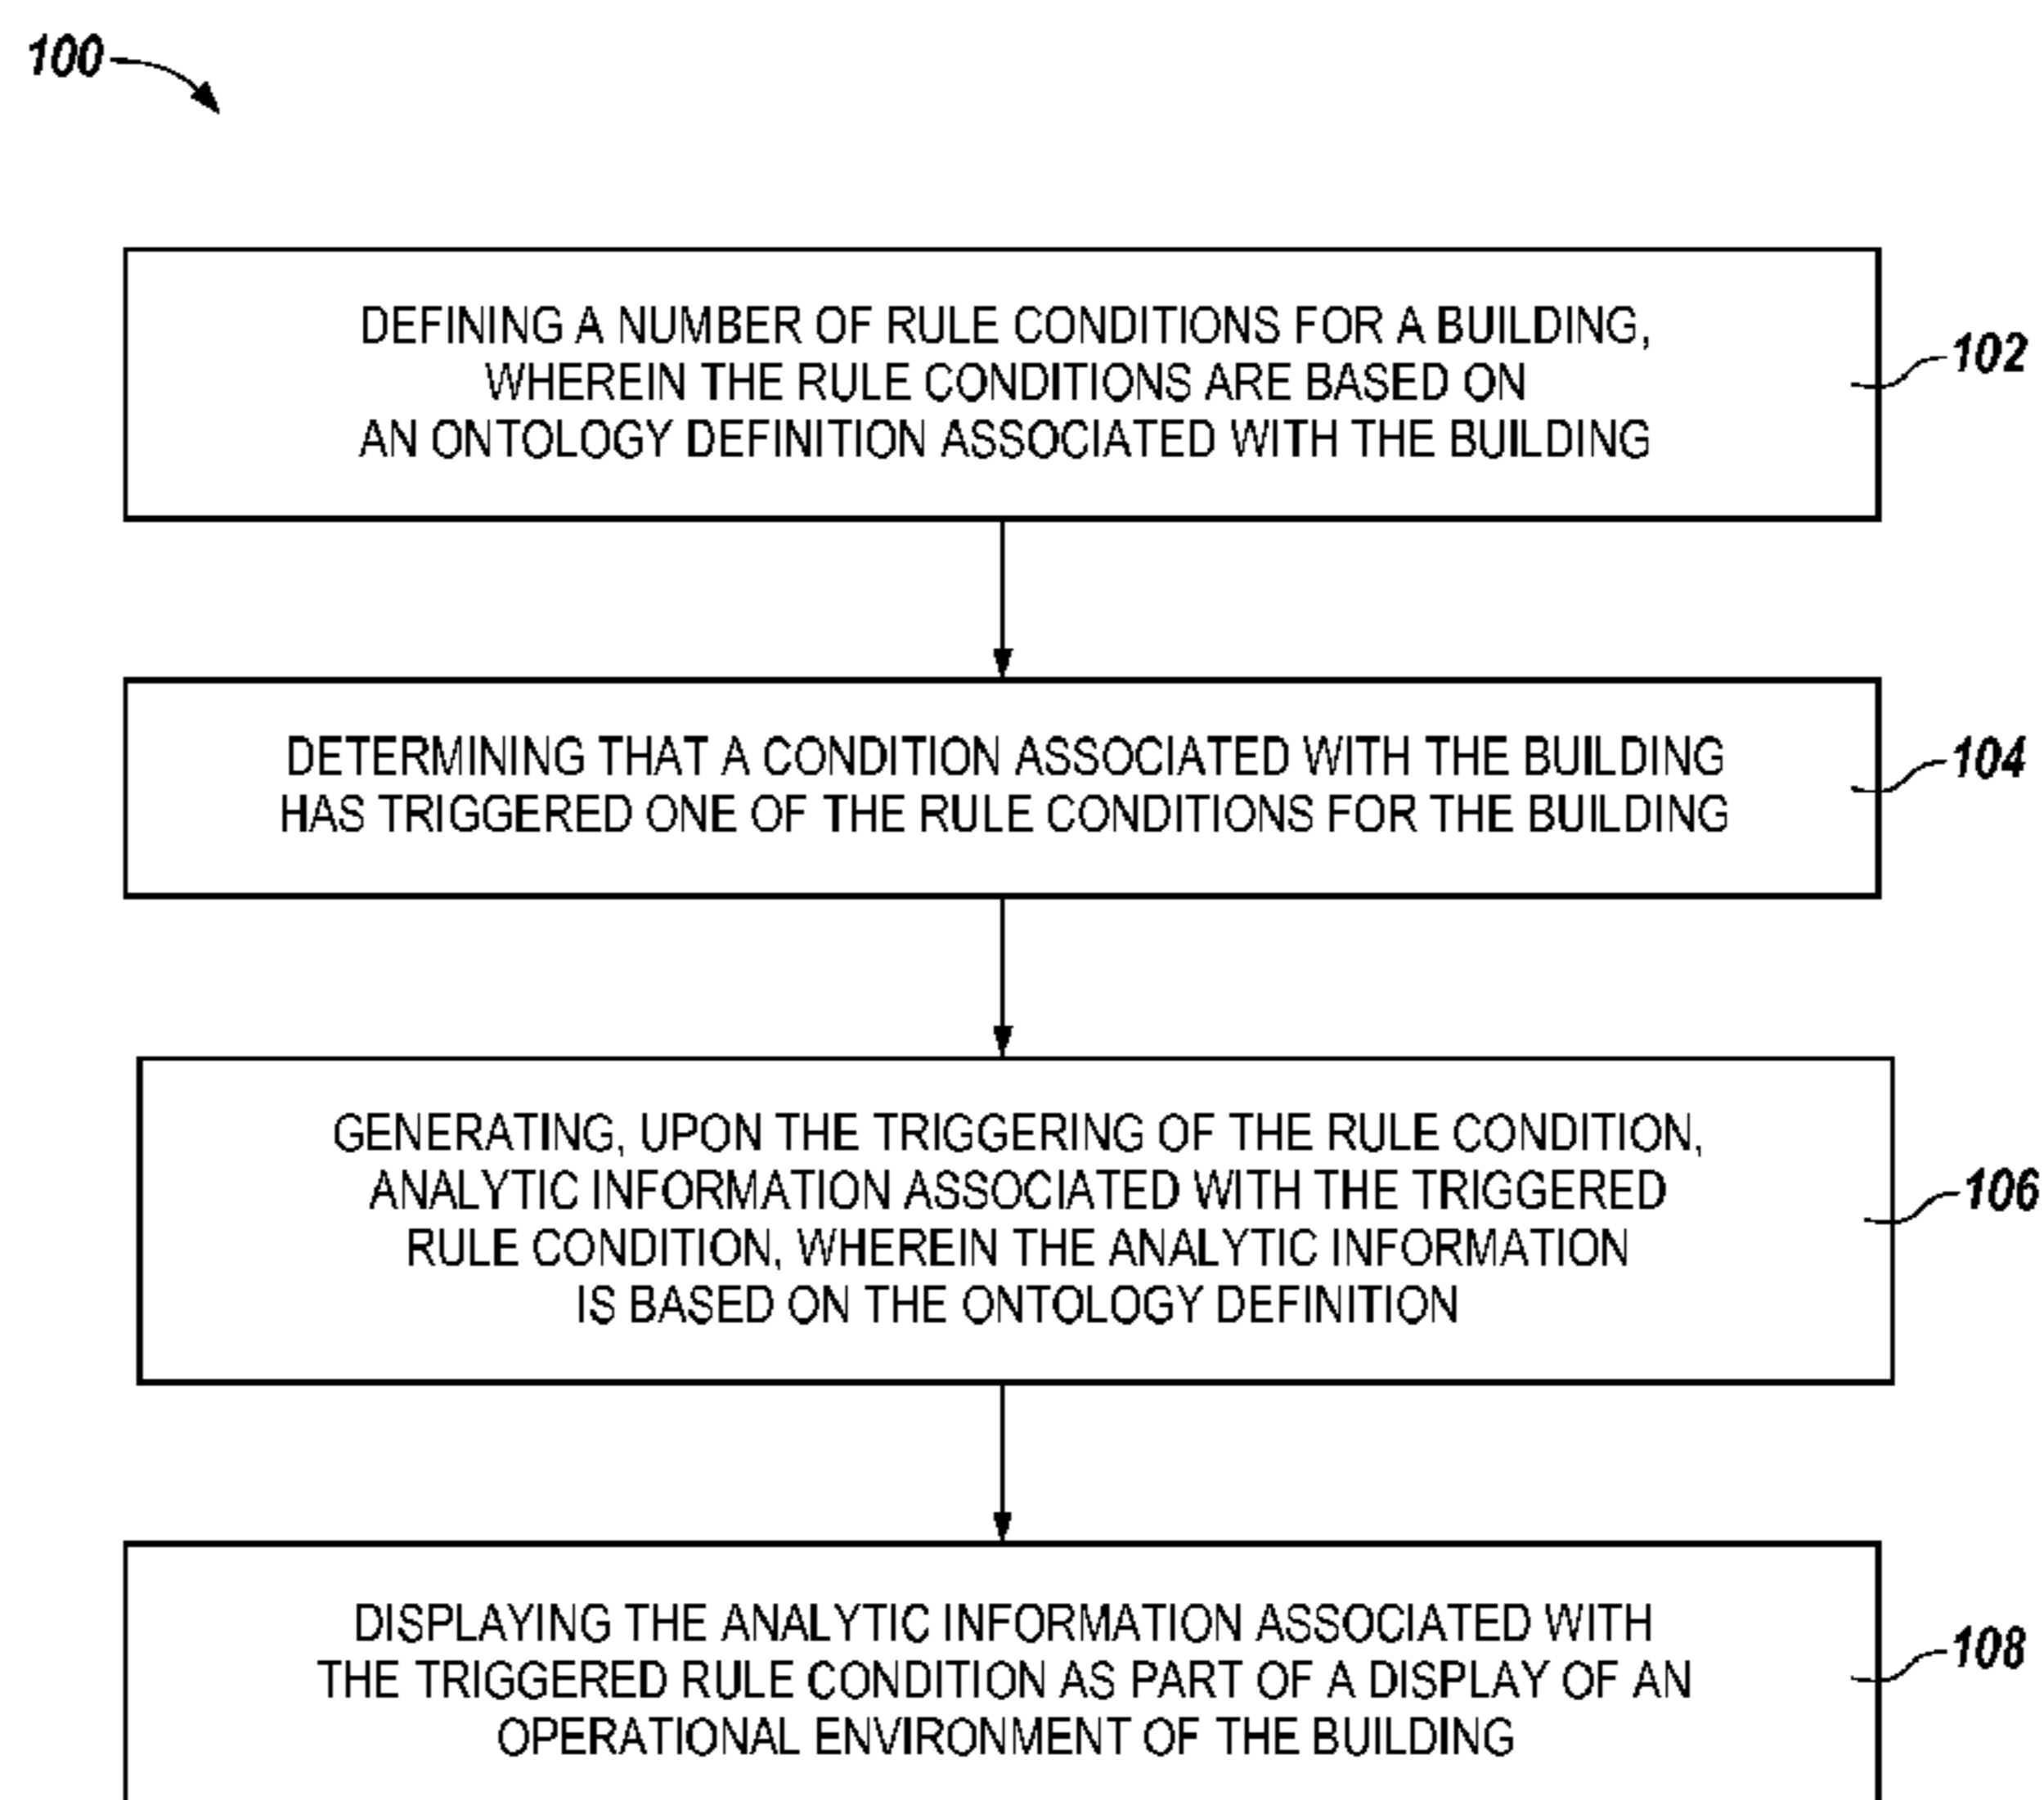 100
DEFINING A NUMBER OF RULE CONDITIONS FOR A BUILDING,
WHEREIN THE RULE CONDITIONS ARE BASED ON
AN ONTOLOGY DEFINITION ASSOCIATED WITH THE BUILDING
102
DETERMINING THAT A CONDITION ASSOCIATED WITH THE BUILDING
HAS TRIGGERED ONE OF THE RULE CONDITIONS FOR THE BUILDING
104
GENERATING, UPON THE TRIGGERING OF THE RULE CONDITION,
ANALYTIC INFORMATION ASSOCIATED WITH THE TRIGGERED
RULE CONDITION, WHEREIN THE ANALYTIC INFORMATION
IS BASED ON THE ONTOLOGY DEFINITION
106
DISPLAYING THE ANALYTIC INFORMATION ASSOCIATED WITH
THE TRIGGERED RULE CONDITION AS PART OF A DISPLAY OF AN
OPERATIONAL ENVIRONMENT OF THE BUILDING
108